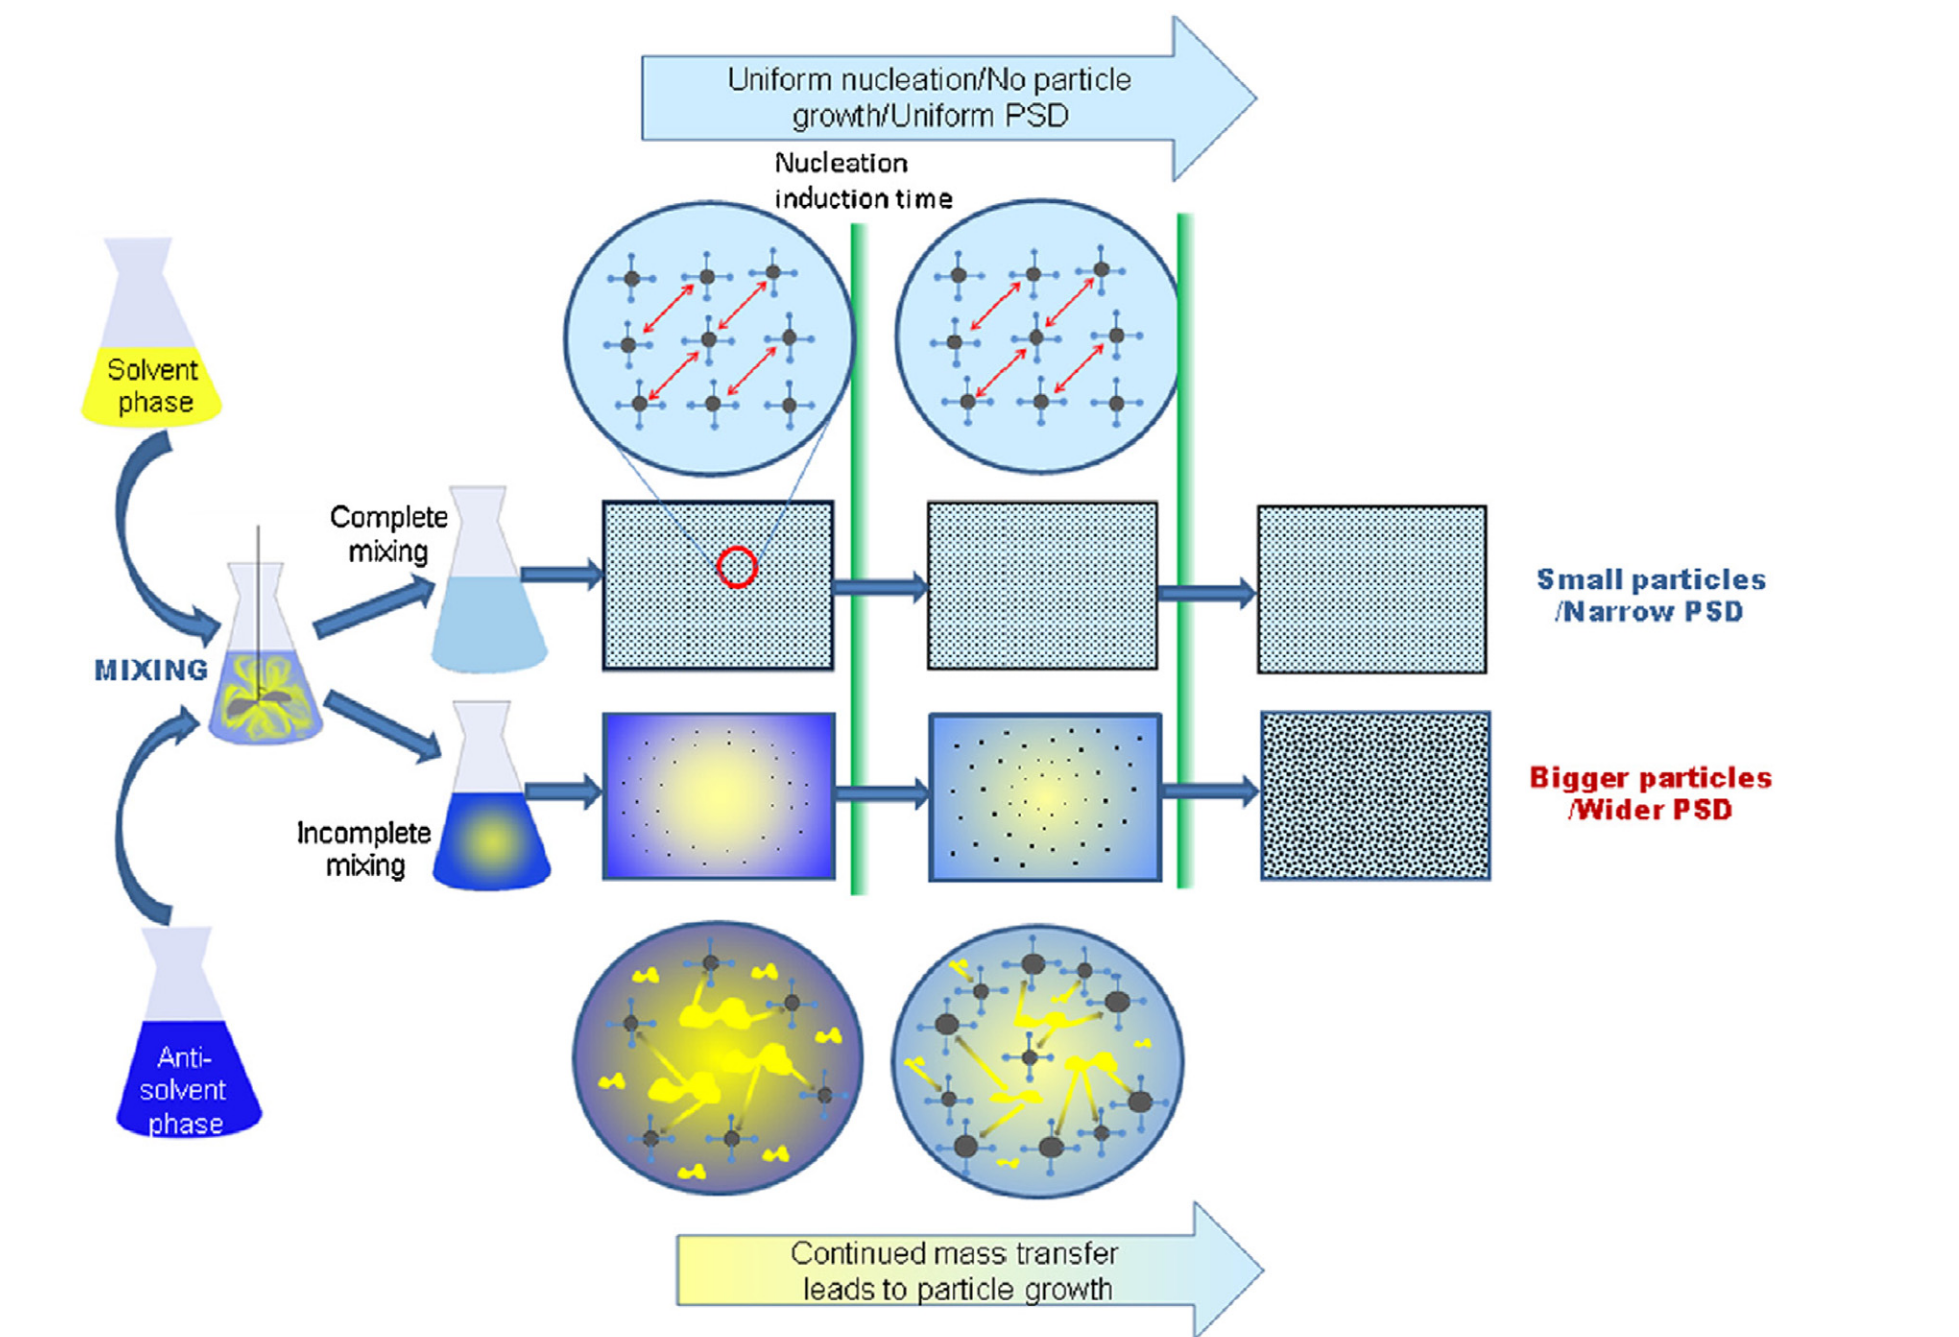 Uniform nucleation/No particle
growth/Uniform PSD
Nucleation
induction time
Solvent
phase
Complete
mixing
MIXING
Small particles
/Narrow PSD
Incomplete
mixing
Bigger particles
/Wider PSD
Anti-
solvent
phase
Continued mass transfer
leads to particle growth